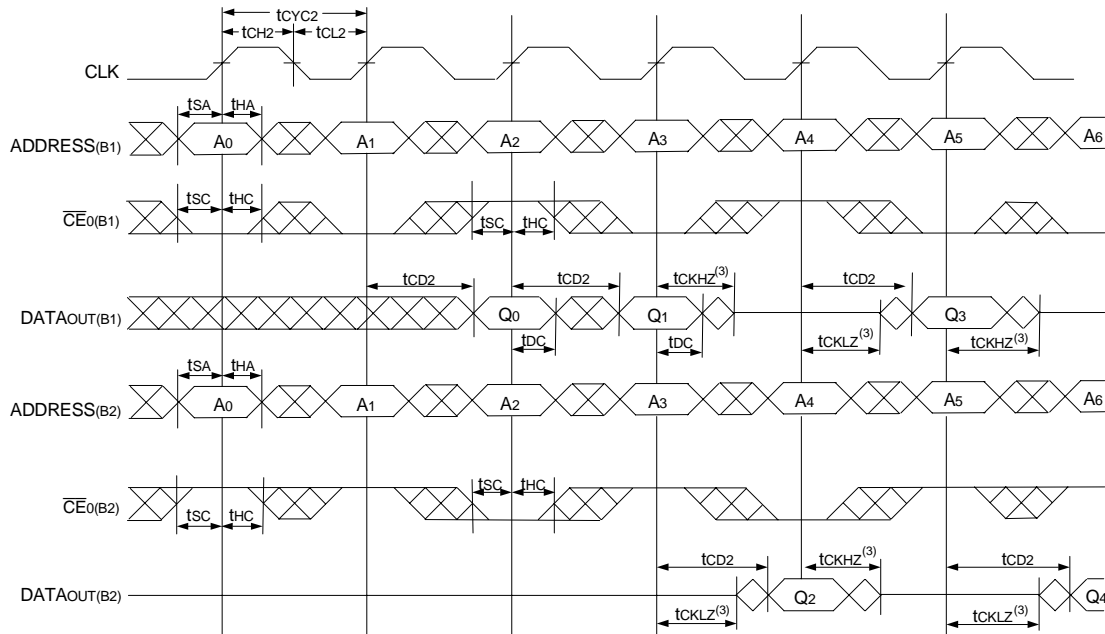 tCYC2
tCH2 tCL2
CLK
tSA tHA
ADDRESS(B1) A0 A1 A2 A3 A4 A5 A6
tSC tHC tSC tHC
CE0(B1)
tCD2 tCD2 tCKHZ(3) tCD2
DATAOUT(B1) Q0 Q1 Q3
tDC tDC tCKLZ(3) tCKHZ(3)
tSA tHA
ADDRESS(B2) A0 A1 A2 A3 A4 A5 A6
tSC tHC
CE0(B2)
tSC tHC
tCD2 tCKHZ(3) tCD2
DATAOUT(B2) Q2 Q4
tCKLZ(3) tCKLZ(3)